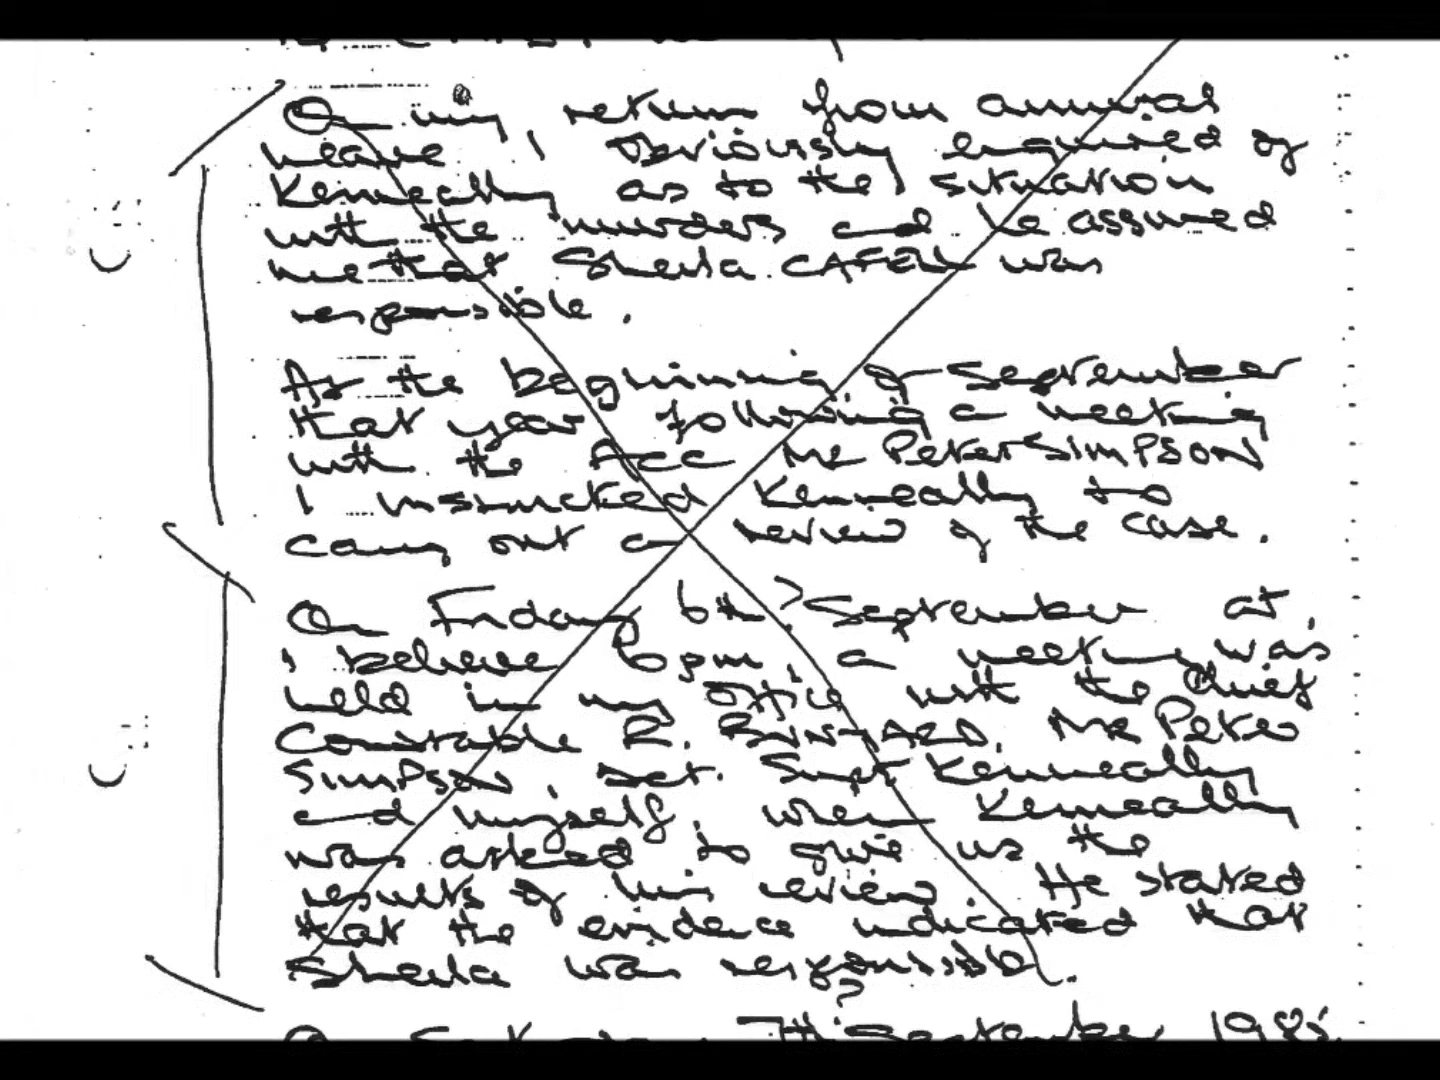 On my return from annual
leave I obviously enquired of
Kenneally as to the situation
with the murders and he assured
me that Sheila CAFELL was
responsible.
At the beginning of September
that year following a meeting
with the ACC Mr Peter SIMPSON
I instructed Kenneally to
carry out a review of the case.
On Friday 6th? September at,
I believe 6pm, a meeting was
held in my office with the Chief
Constable R. BUNYARD, Mr Peter
SIMPSON, Det. Supt Kenneally
and myself, when Kenneally
was asked to give us the
results of his review. He stated
that the evidence indicated that
Sheila was responsible.
7th? September 1985